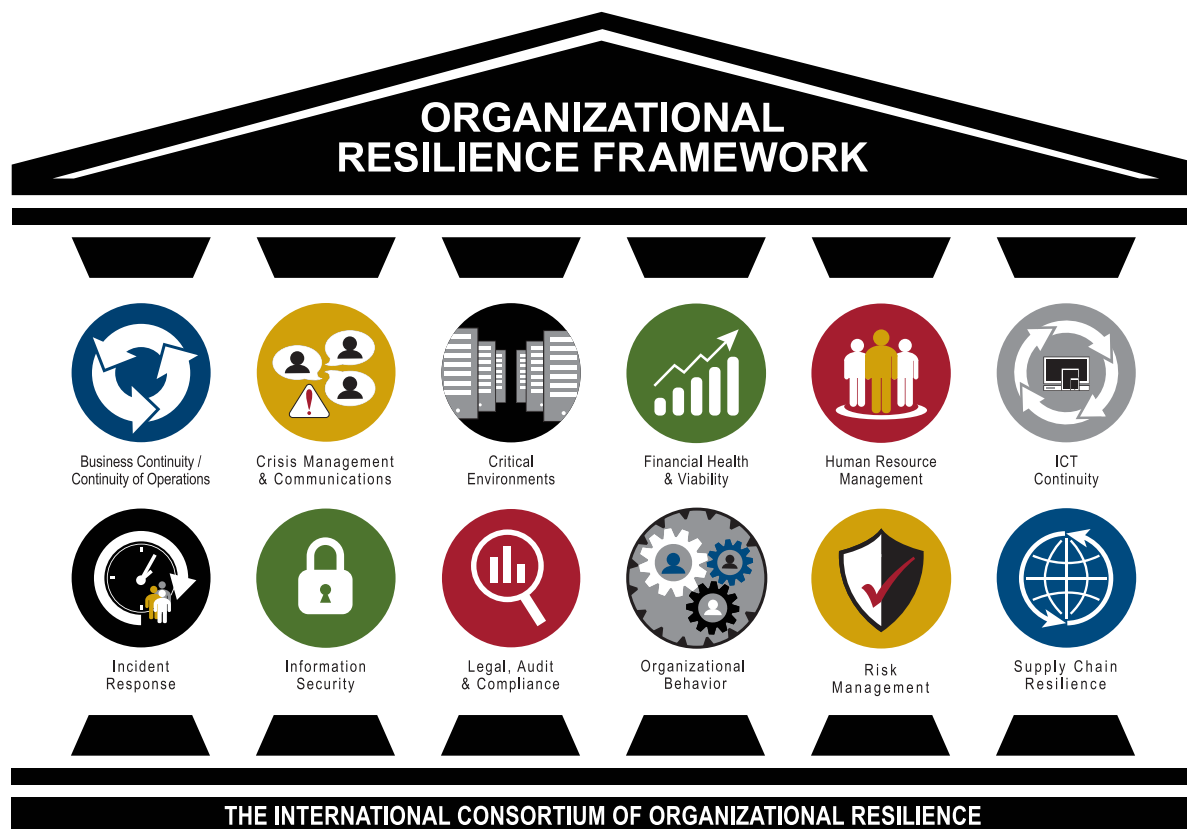 ORGANIZATIONAL
RESILIENCE FRAMEWORK
Business Continuity /
Continuity of Operations
Crisis Management
& Communications
Critical
Environments
Financial Health
& Viability
Human Resource
Management
ICT
Continuity
Incident
Response
Information
Security
Legal, Audit
& Compliance
Organizational
Behavior
Risk
Management
Supply Chain
Resilience
THE INTERNATIONAL CONSORTIUM OF ORGANIZATIONAL RESILIENCE